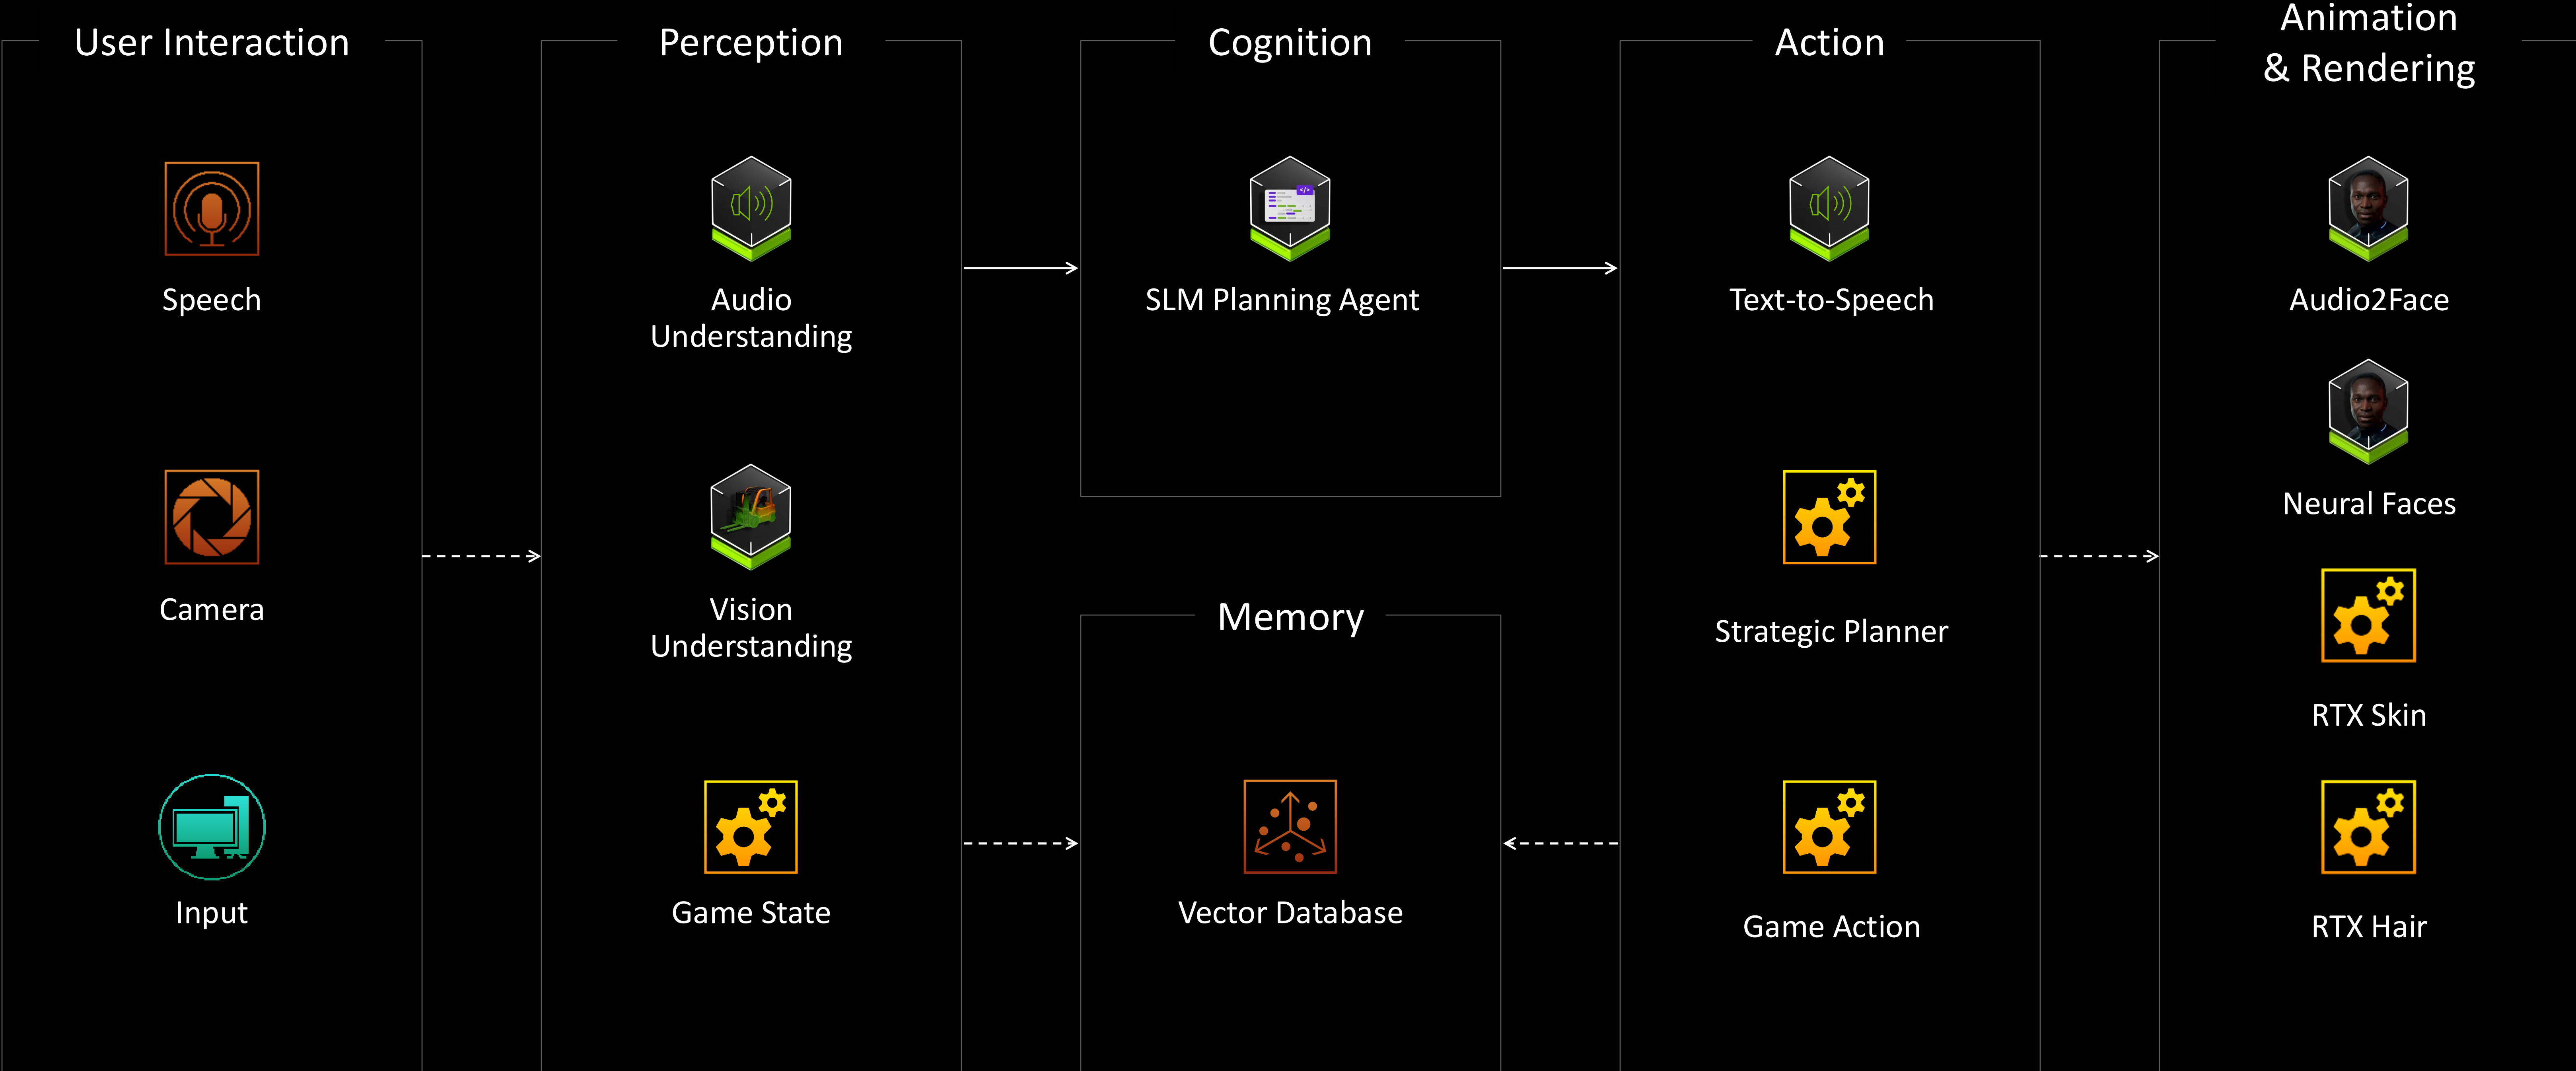 User Interaction
Speech
Camera
Input
Perception
Audio
Understanding
Vision
Understanding
Game State
Cognition
SLM Planning Agent
Memory
Vector Database
Action
Text-to-Speech
Strategic Planner
Game Action
Animation
& Rendering
Audio2Face
Neural Faces
RTX Skin
RTX Hair